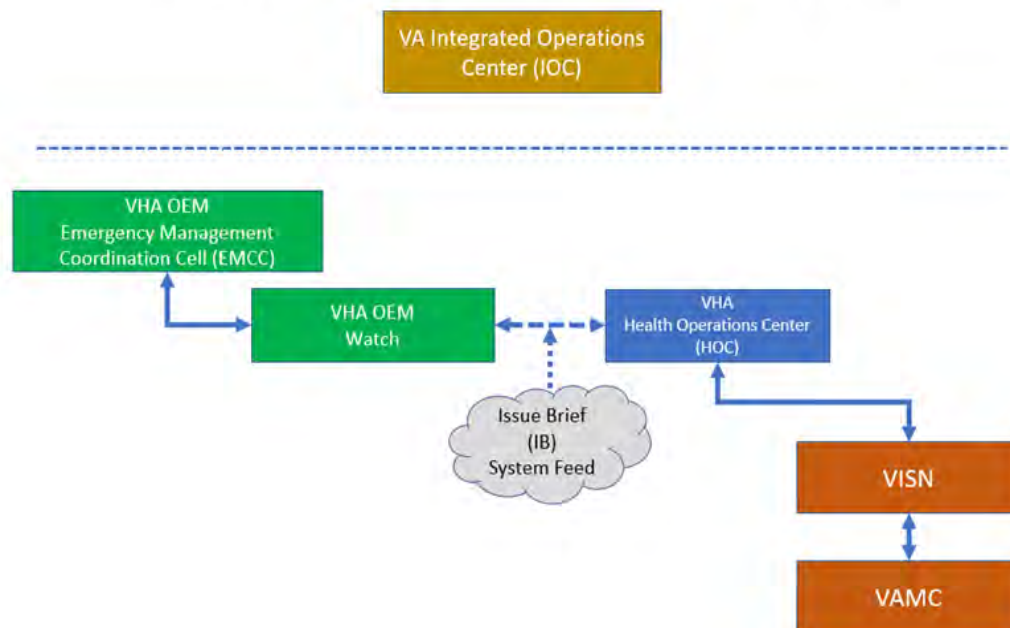 VA Integrated Operations
Center (IOC)
VHA OEM
Emergency Management
Coordination Cell (EMCC)
VHA OEM
Watch
VHA
Health Operations Center
(HOC)
Issue Brief
(IB)
System Feed
VISN
VAMC